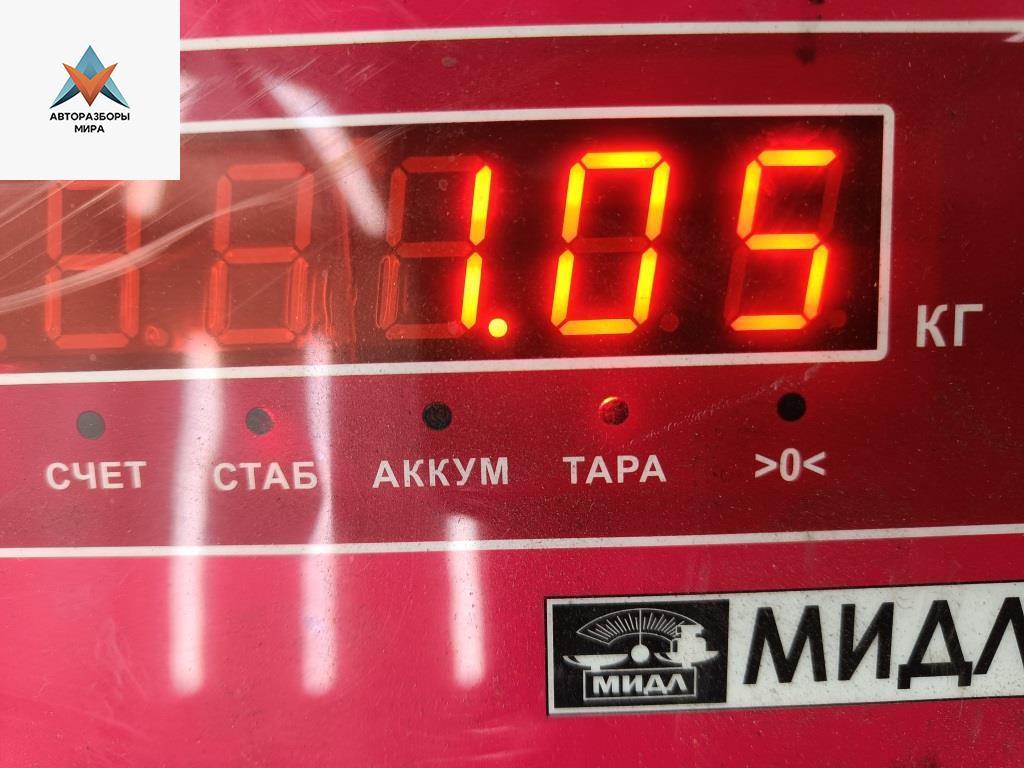 АВТОРАЗБОРЫ
МИРА
1.05
КГ
СЧЕТ СТАБ АККУМ ТАРА >0<
МИДЛ
МИДЛ